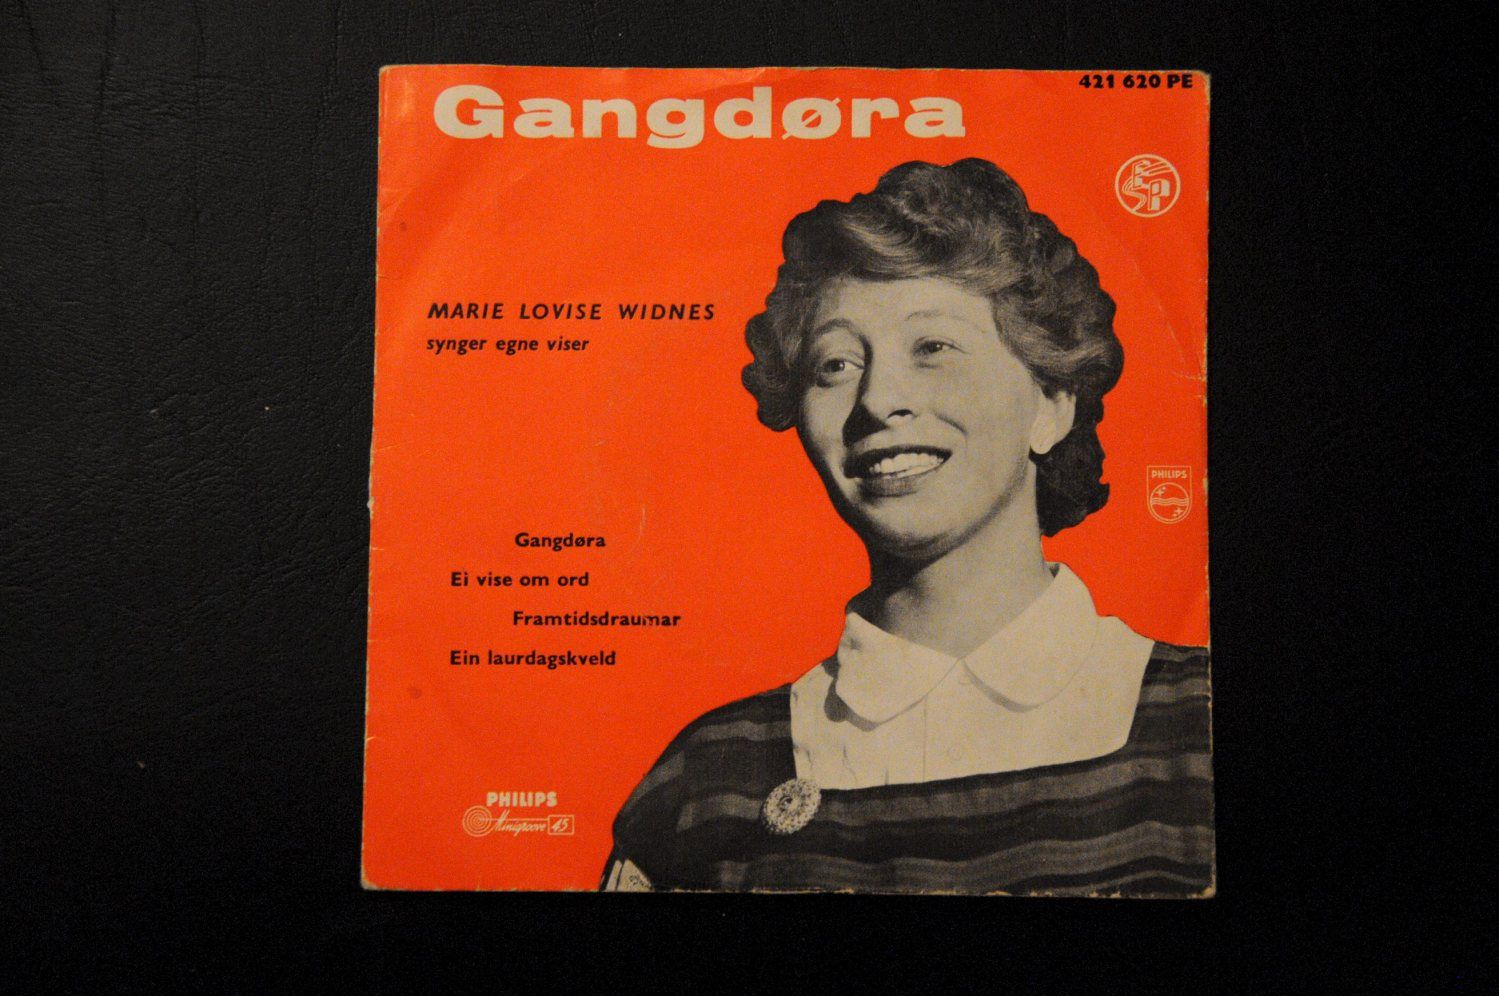 421 620 PE
Gangdøra
EP
MARIE LOVISE WIDNES
synger egne viser
PHILIPS
Gangdøra
Ei vise om ord
Framtidsdraumar
Ein laurdagskveld
PHILIPS
Minigroove 45